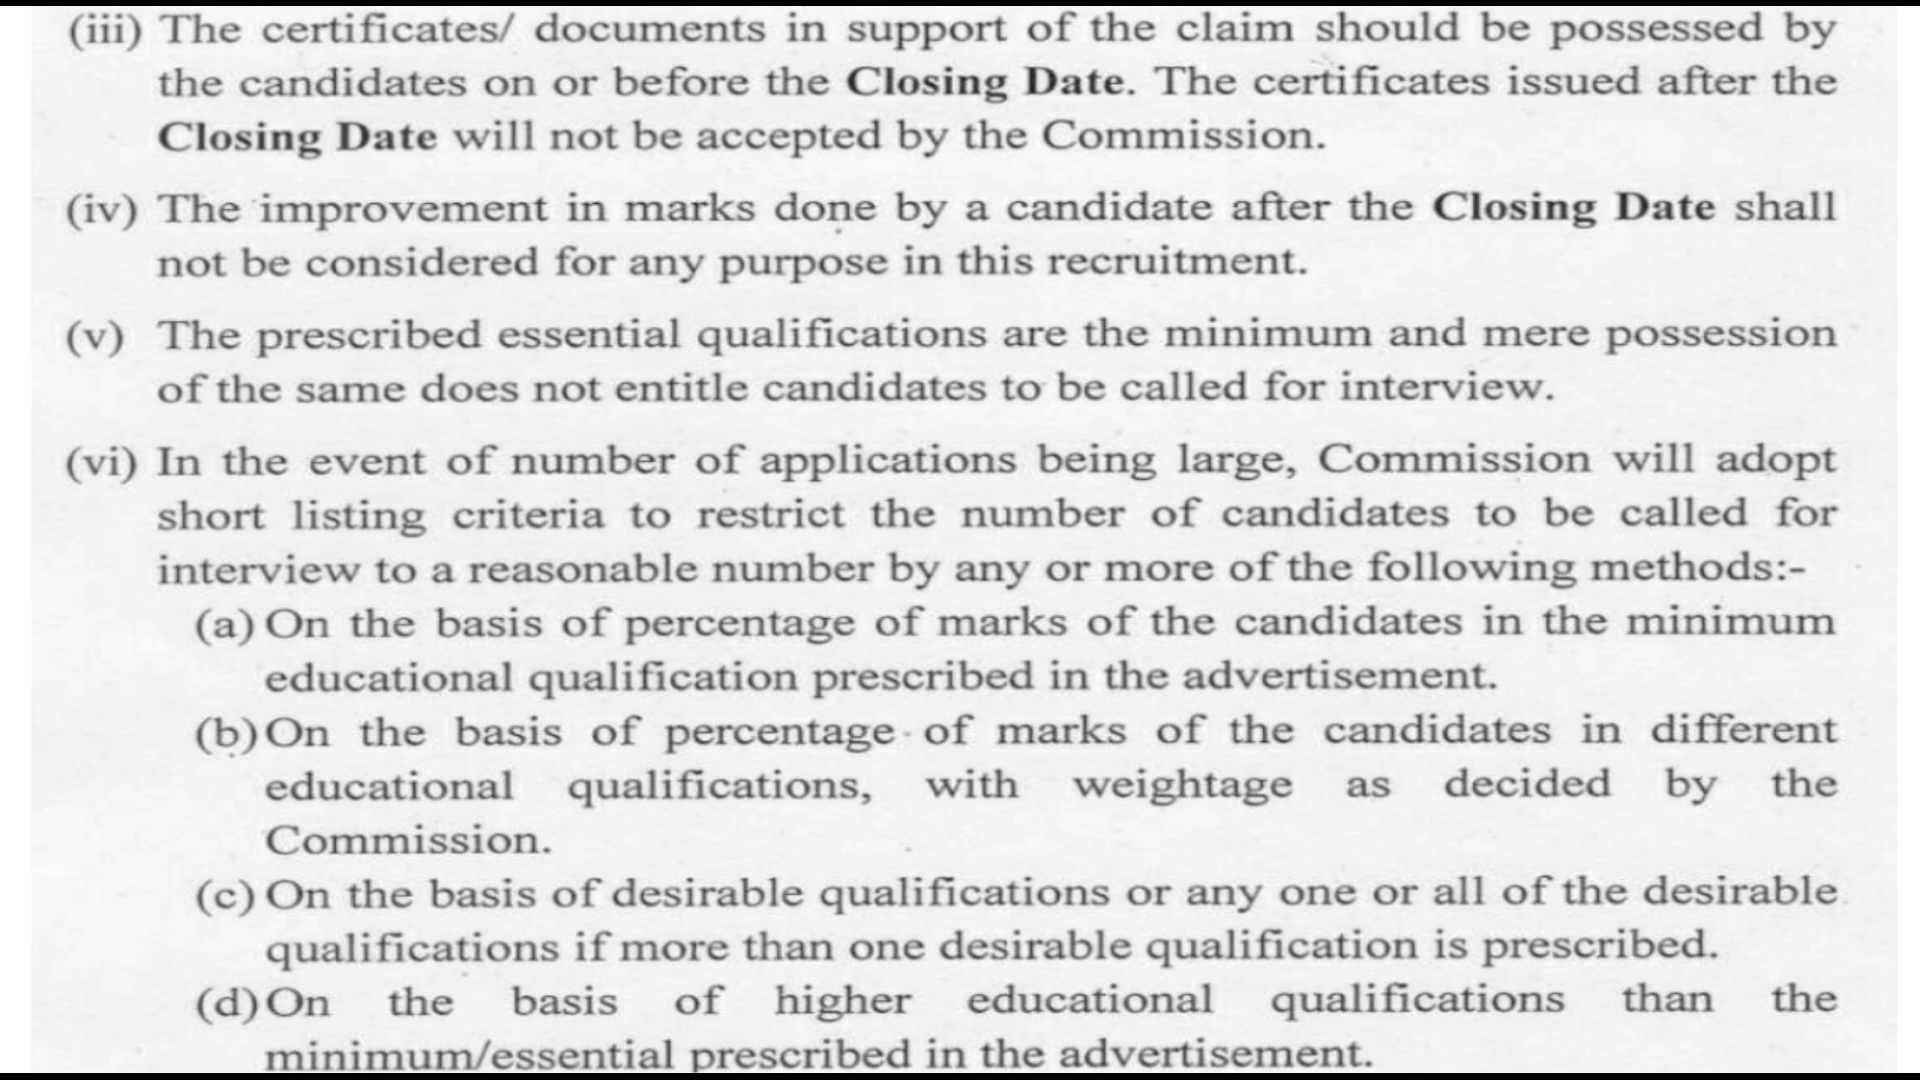 (iii) The certificates/ documents in support of the claim should be possessed by
the candidates on or before the Closing Date. The certificates issued after the
Closing Date will not be accepted by the Commission.
(iv) The improvement in marks done by a candidate after the Closing Date shall
not be considered for any purpose in this recruitment.
(v) The prescribed essential qualifications are the minimum and mere possession
of the same does not entitle candidates to be called for interview.
(vi) In the event of number of applications being large, Commission will adopt
short listing criteria to restrict the number of candidates to be called for
interview to a reasonable number by any or more of the following methods:-
(a) On the basis of percentage of marks of the candidates in the minimum
educational qualification prescribed in the advertisement.
(b) On the basis of percentage of marks of the candidates in different
educational qualifications, with weightage as decided by the
Commission.
(c) On the basis of desirable qualifications or any one or all of the desirable
qualifications if more than one desirable qualification is prescribed.
(d) On the basis of higher educational qualifications than the
minimum/essential prescribed in the advertisement.